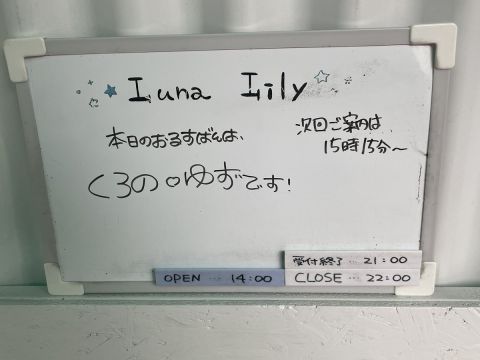 Luna Lily
本日のおるすばんは、
次回ご案内は
15時15分～
くろの ゆずです!
受付終了 … 21:00
OPEN … 14:00
CLOSE … 22:00